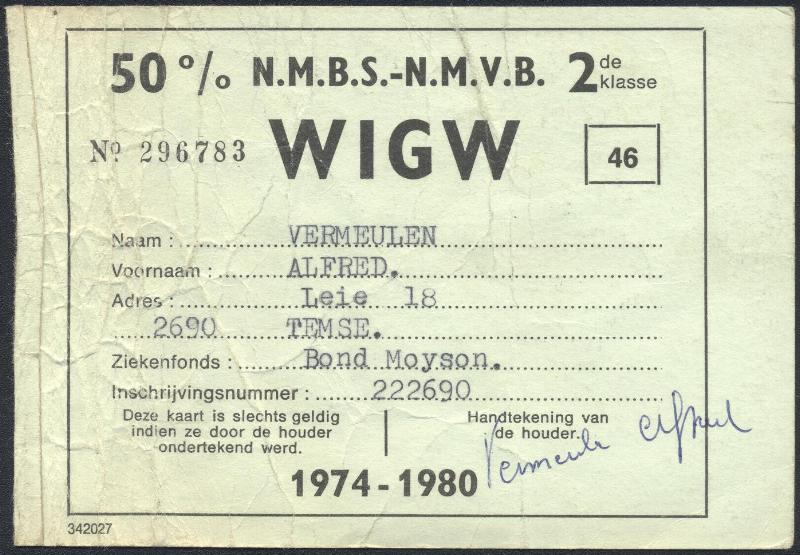 50 % N.M.B.S.-N.M.V.B. 2de klasse
Nº 296783 WIGW 46
Naam : VERMEULEN
Voornaam : ALFRED.
Adres : Leie 18
2690 TEMSE.
Ziekenfonds : Bond Moyson.
Inschrijvingsnummer : 222690
Deze kaart is slechts geldig
indien ze door de houder
ondertekend werd.
Handtekening van
de houder.
Vermeule Alfred
1974 - 1980
342027